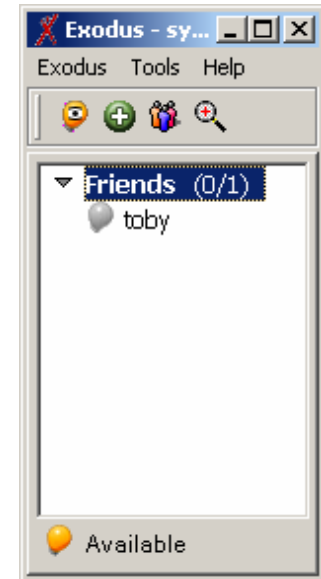 Exodus - sy...
Exodus Tools Help
Friends (0/1)
toby
Available